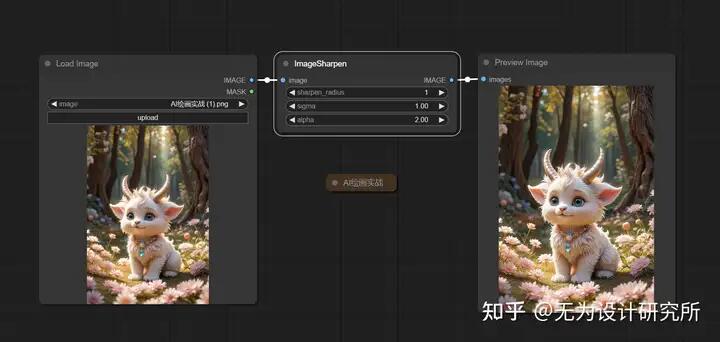 Load Image
IMAGE
MASK
image AI绘画实战 (1).png
upload
ImageSharpen
image IMAGE
sharpen_radius 1
sigma 1.00
alpha 2.00
AI绘画实战
Preview Image
images
知乎 @无为设计研究所